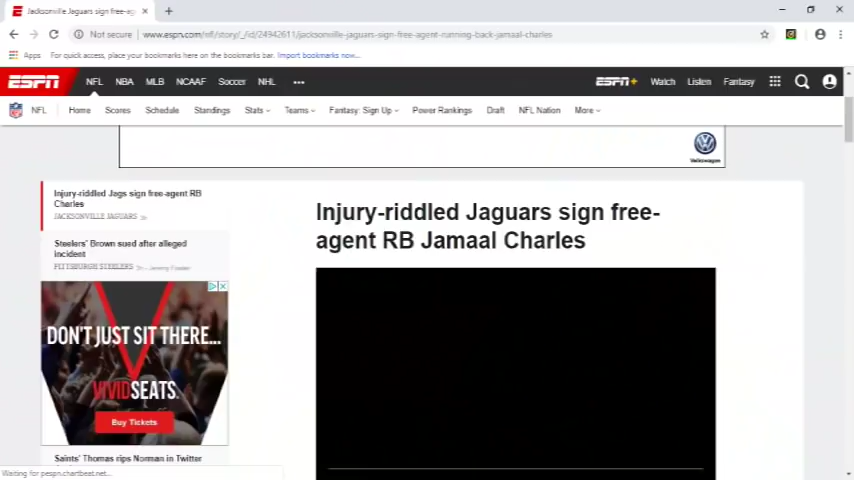 Jacksonville Jaguars sign free-ag
Not secure
www.espn.com/nfl/story/_/id/24942611/jacksonville-jaguars-sign-free-agent-running-back-jamaal-charles
Apps For quick access, place your bookmarks here on the bookmarks bar. Import bookmarks now...
ESPN NFL NBA MLB NCAAF Soccer NHL ESPN+ Watch Listen Fantasy
NFL Home Scores Schedule Standings Stats Teams Fantasy: Sign Up Power Rankings Draft NFL Nation More
Volkswagen
Injury-riddled Jags sign free-agent RB
Charles
JACKSONVILLE JAGUARS
Steelers' Brown sued after alleged
incident
PITTSBURGH STEELERS
DON'T JUST SIT THERE...
VIVIDSEATS.
Buy Tickets
Saints' Thomas rips Norman in Twitter
Injury-riddled Jaguars sign free-
agent RB Jamaal Charles
Waiting for pespn.chartbeat.net...